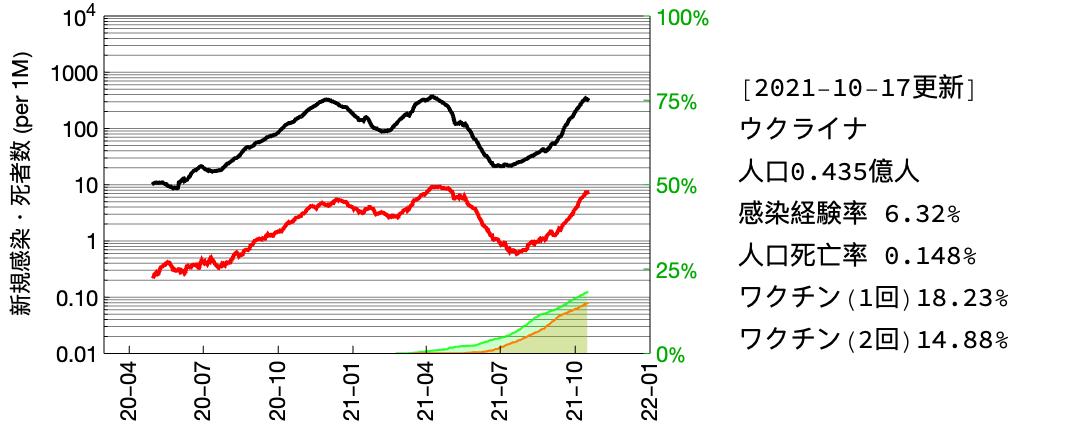 新規感染・死者数 (per 1M)
10^4
1000
100
10
1
0.10
0.01
100%
75%
50%
25%
0%
20-04
20-07
20-10
21-01
21-04
21-07
21-10
22-01
[2021-10-17更新]
ウクライナ
人口0.435億人
感染経験率 6.32%
人口死亡率 0.148%
ワクチン(1回)18.23%
ワクチン(2回)14.88%